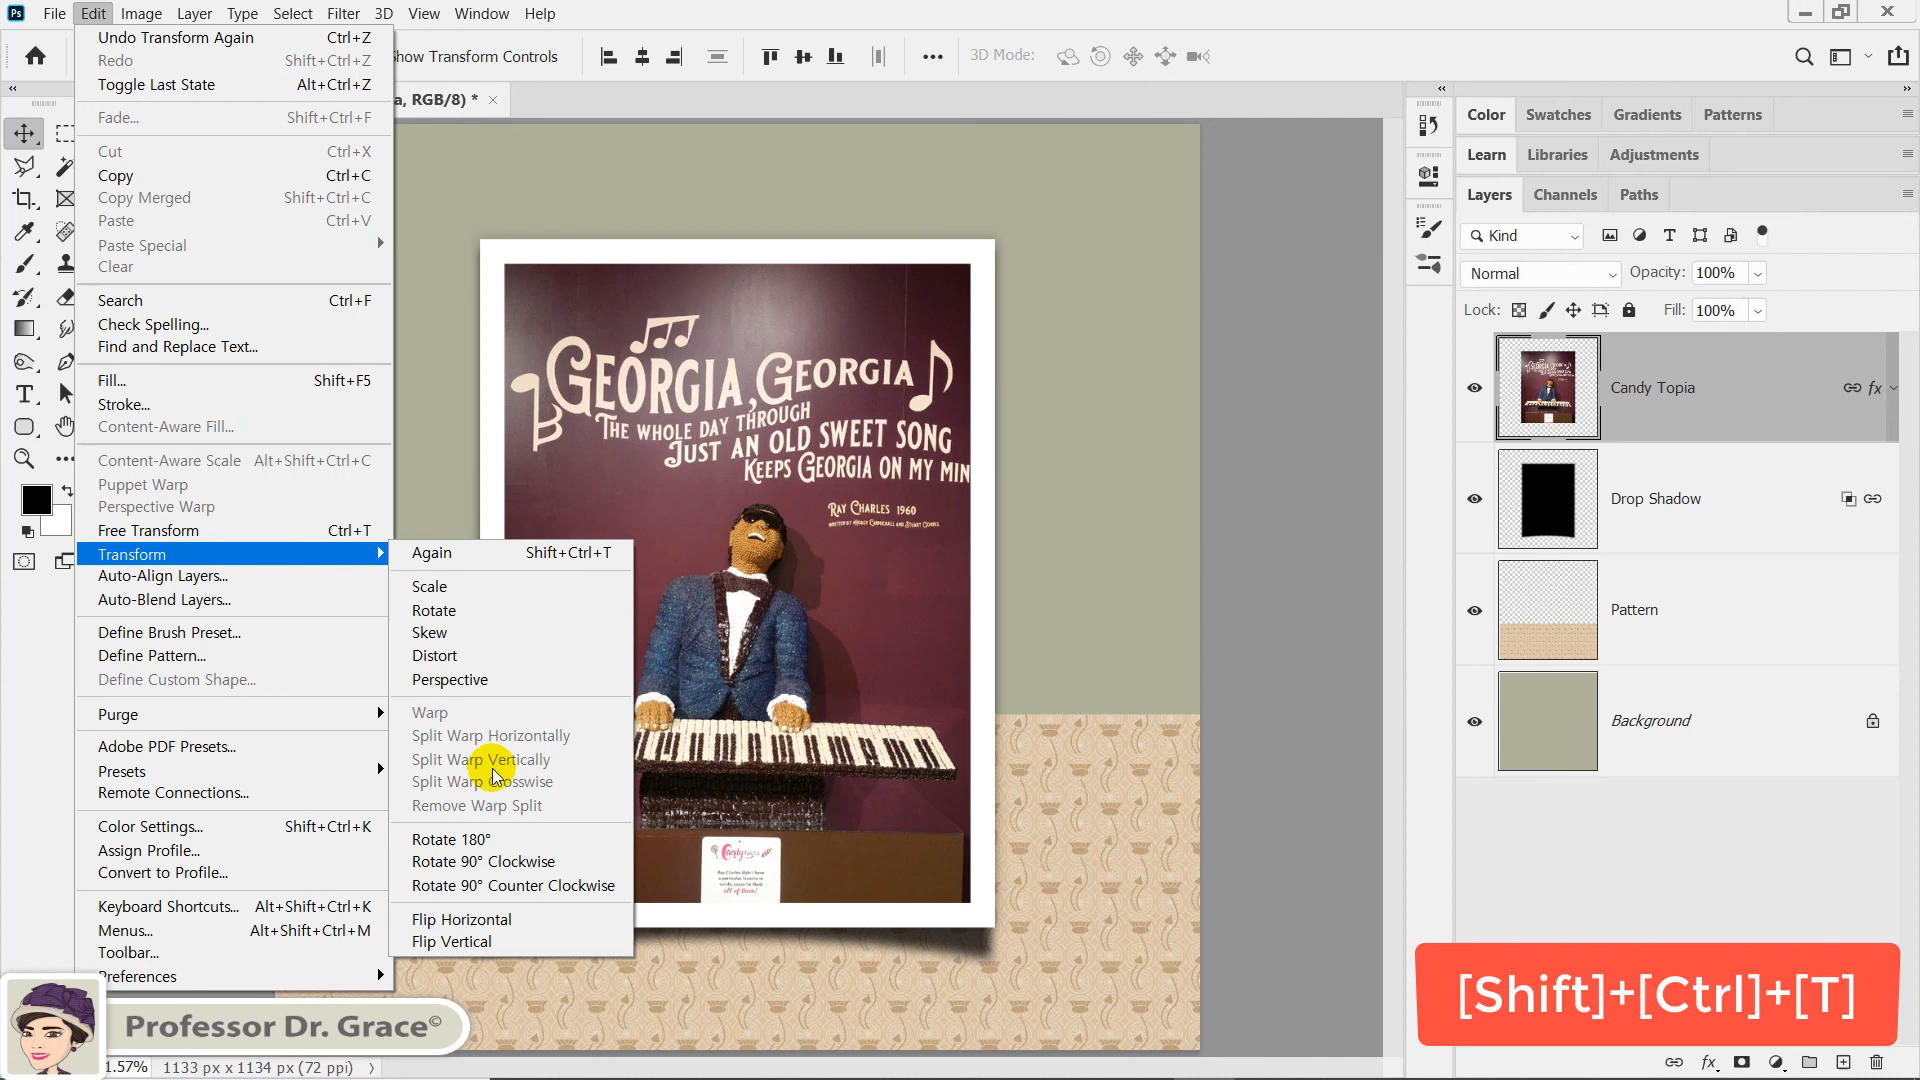 Ps File Edit Image Layer Type Select Filter 3D View Window Help
Show Transform Controls 3D Mode:
a, RGB/8) *
Undo Transform Again Ctrl+Z
Redo Shift+Ctrl+Z
Toggle Last State Alt+Ctrl+Z
Fade... Shift+Ctrl+F
Cut Ctrl+X
Copy Ctrl+C
Copy Merged Shift+Ctrl+C
Paste Ctrl+V
Paste Special
Clear
Search Ctrl+F
Check Spelling...
Find and Replace Text...
Fill... Shift+F5
Stroke...
Content-Aware Fill...
Content-Aware Scale Alt+Shift+Ctrl+C
Puppet Warp
Perspective Warp
Free Transform Ctrl+T
Transform
Auto-Align Layers...
Auto-Blend Layers...
Define Brush Preset...
Define Pattern...
Define Custom Shape...
Purge
Adobe PDF Presets...
Presets
Remote Connections...
Color Settings... Shift+Ctrl+K
Assign Profile...
Convert to Profile...
Keyboard Shortcuts... Alt+Shift+Ctrl+K
Menus... Alt+Shift+Ctrl+M
Toolbar...
Preferences
Again Shift+Ctrl+T
Scale
Rotate
Skew
Distort
Perspective
Warp
Split Warp Horizontally
Split Warp Vertically
Split Warp Crosswise
Remove Warp Split
Rotate 180°
Rotate 90° Clockwise
Rotate 90° Counter Clockwise
Flip Horizontal
Flip Vertical
GEORGIA, GEORGIA
THE WHOLE DAY THROUGH
JUST AN OLD SWEET SONG
KEEPS GEORGIA ON MY MIN
RAY CHARLES 1960
all of them!
Color Swatches Gradients Patterns
Learn Libraries Adjustments
Layers Channels Paths
Kind
Normal Opacity: 100%
Lock: Fill: 100%
Candy Topia fx
Drop Shadow
Pattern
Background
[Shift]+[Ctrl]+[T]
Professor Dr. Grace©
1.57% 1133 px x 1134 px (72 ppi)
fx